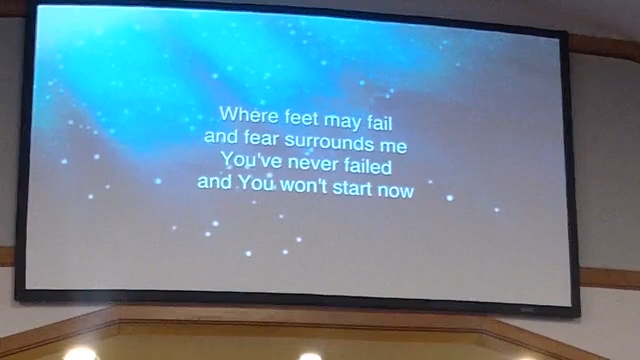 Where feet may fail
and fear surrounds me
You've never failed
and You won't start now